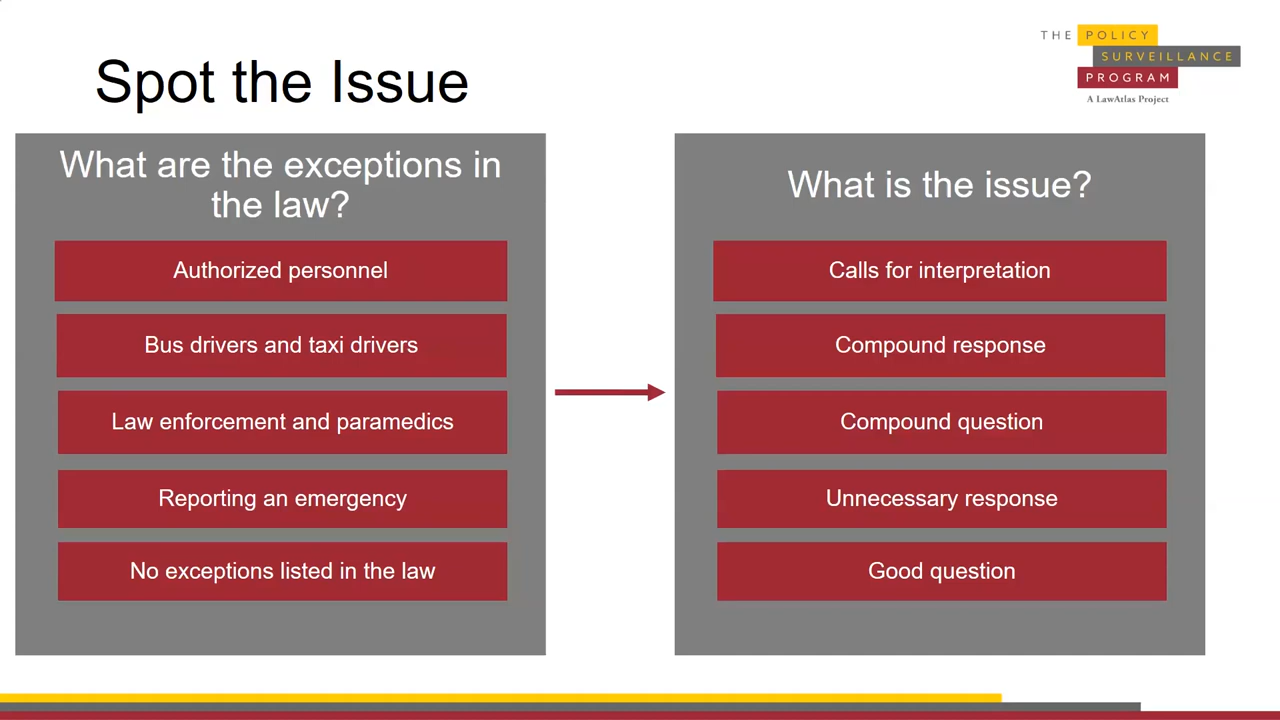 THE POLICY
SURVEILLANCE
PROGRAM
A LawAtlas Project
Spot the Issue
What are the exceptions in
the law?
Authorized personnel
Bus drivers and taxi drivers
Law enforcement and paramedics
Reporting an emergency
No exceptions listed in the law
What is the issue?
Calls for interpretation
Compound response
Compound question
Unnecessary response
Good question